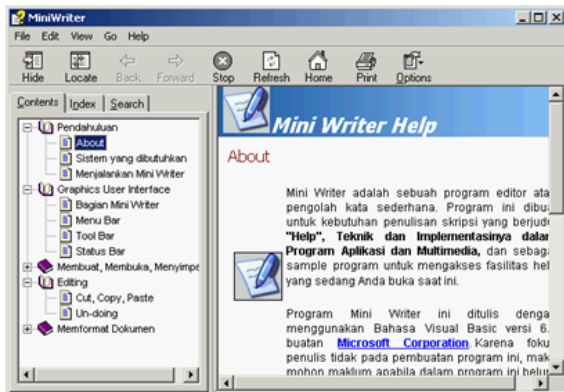 MiniWriter
File Edit View Go Help
Hide Locate Back Forward Stop Refresh Home Print Options
Contents Index Search
Pendahuluan
About
Sistem yang dibutuhkan
Menjalankan Mini Writer
Graphics User Interface
Bagian Mini Writer
Menu Bar
Tool Bar
Status Bar
Membuat, Membuka, Menyimpa
Editing
Cut, Copy, Paste
Un-doing
Memformat Dokumen
Mini Writer Help
About
Mini Writer adalah sebuah program editor ata
pengolah kata sederhana. Program ini dibu
untuk kebutuhan penulisan skripsi yang berjud
"Help", Teknik dan Implementasinya dalar
Program Aplikasi dan Multimedia, dan sebag
sample program untuk mengakses fasilitas hel
yang sedang Anda buka saat ini.
Program Mini Writer ini ditulis denga
menggunakan Bahasa Visual Basic versi 6.
buatan Microsoft Corporation. Karena foku
penulis tidak pada pembuatan program ini, mak
mohon maklum apabila dalam program ini belum